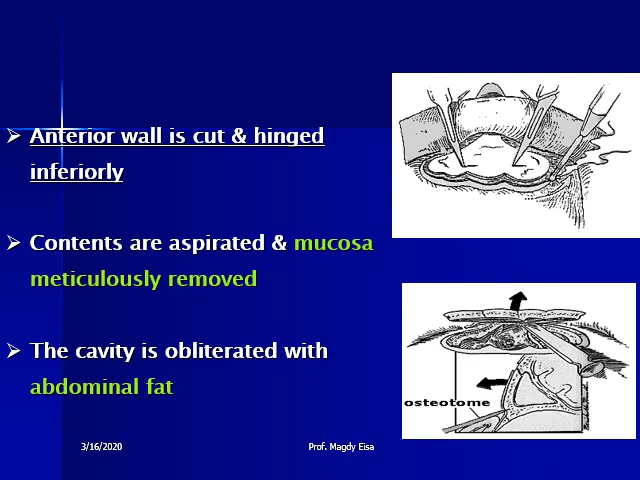 ➢ Anterior wall is cut & hinged
inferiorly
➢ Contents are aspirated & mucosa
meticulously removed
➢ The cavity is obliterated with
abdominal fat
osteotome
3/16/2020
Prof. Magdy Eisa